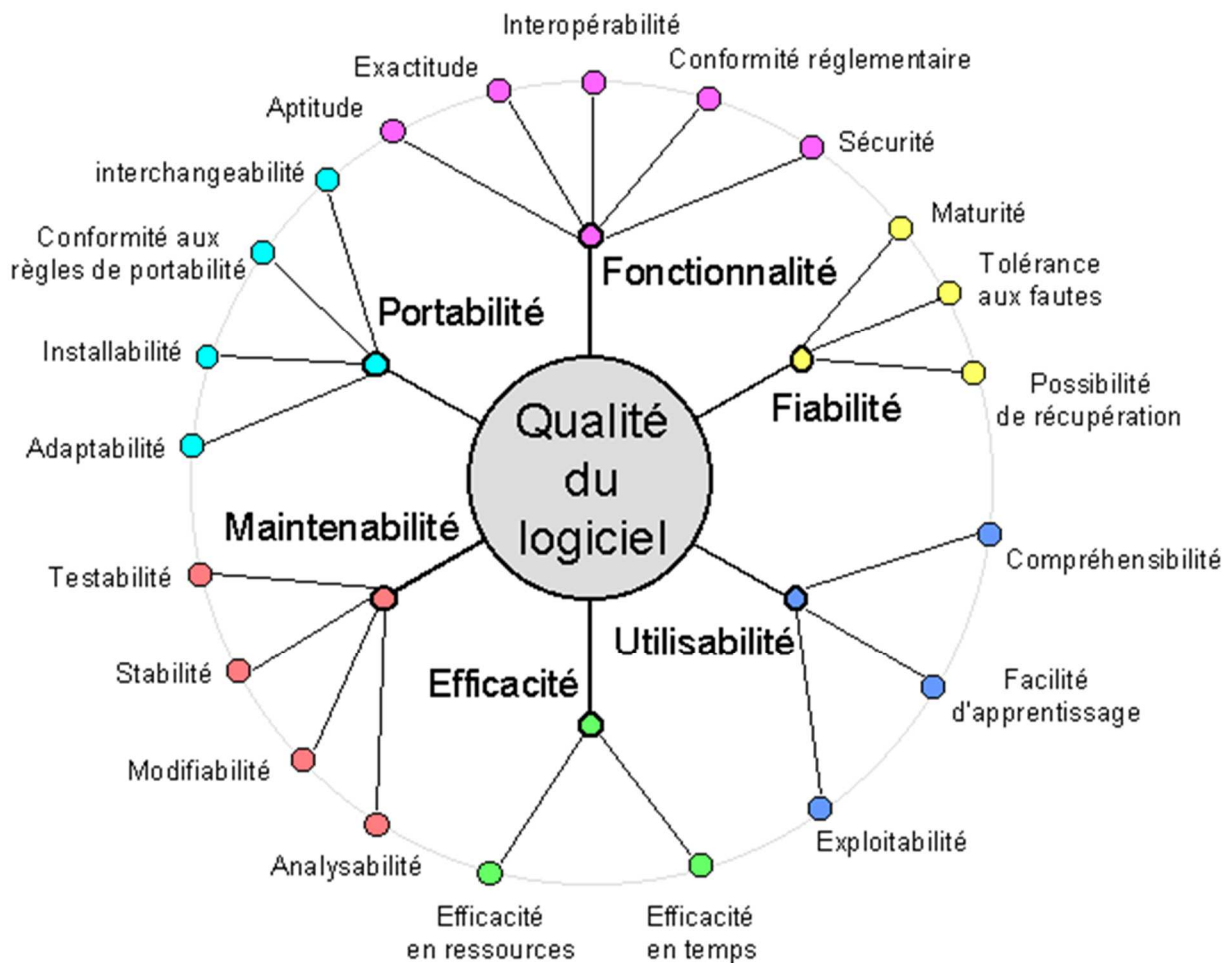 Interopérabilité
Exactitude
Conformité réglementaire
Aptitude
Sécurité
interchangeabilité
Maturité
Conformité aux
règles de portabilité
Tolérance
aux fautes
Fonctionnalité
Portabilité
Installabilité
Fiabilité
Possibilité
de récupération
Adaptabilité
Qualité
du
logiciel
Maintenabilité
Testabilité
Compréhensibilité
Utilisabilité
Stabilité
Efficacité
Facilité
d'apprentissage
Modifiabilité
Analysabilité
Exploitabilité
Efficacité
en ressources
Efficacité
en temps